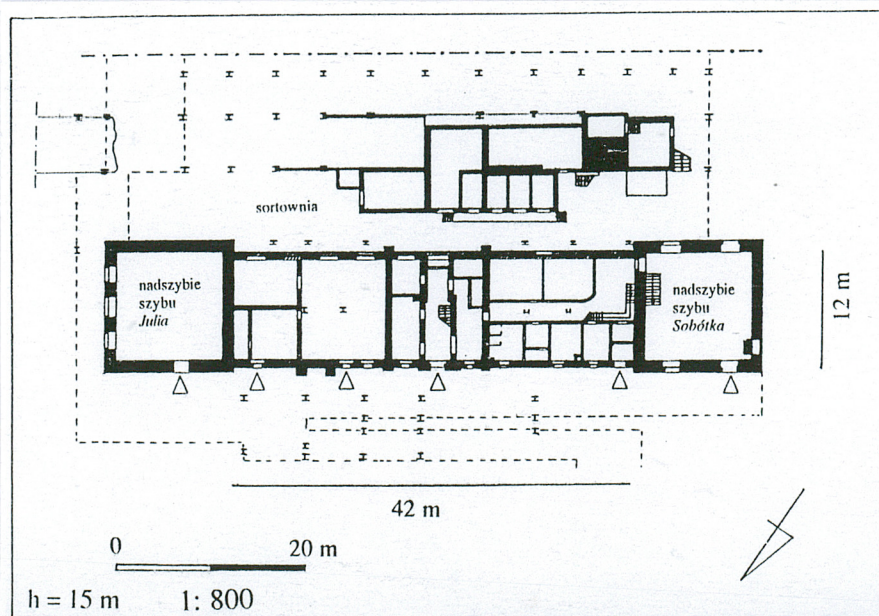 sortownia
nadszybie
szybu
Julia
nadszybie
szybu
Sobótka
12 m
42 m
0 20 m
h = 15 m 1: 800